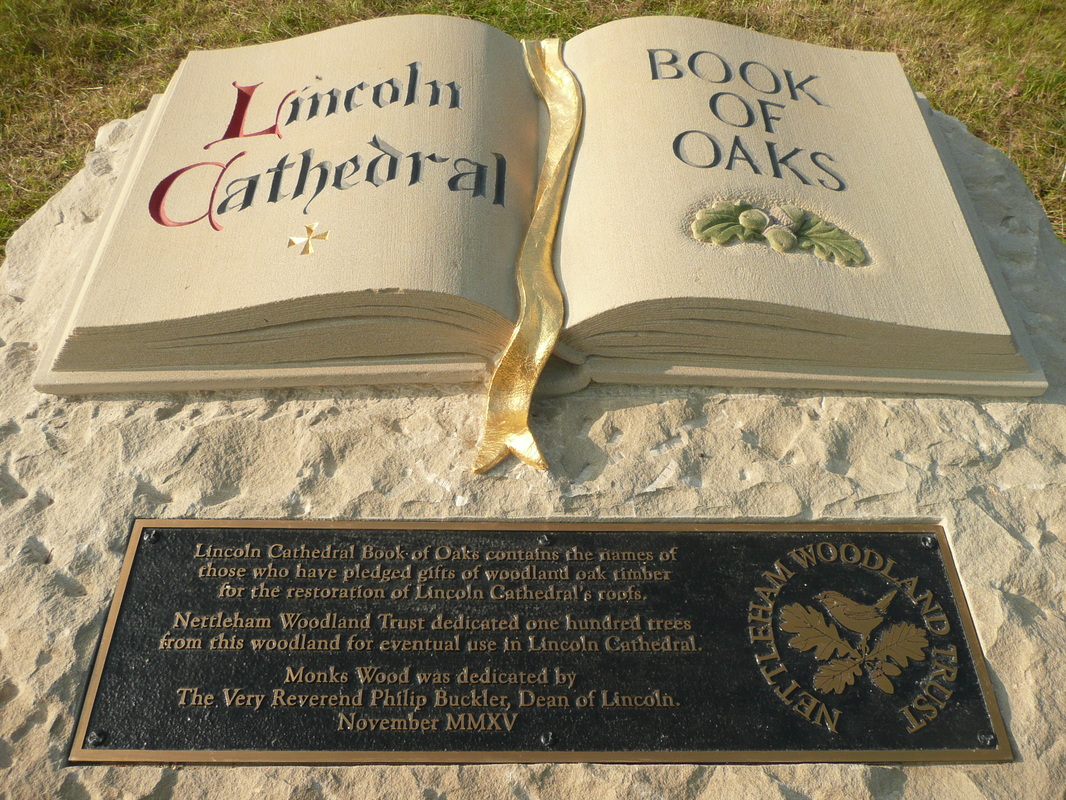 Lincoln
Cathedral
BOOK
OF
OAKS
Lincoln Cathedral Book of Oaks contains the names of
those who have pledged gifts of woodland oak timber
for the restoration of Lincoln Cathedral's roofs.
Nettleham Woodland Trust dedicated one hundred trees
from this woodland for eventual use in Lincoln Cathedral.
Monks Wood was dedicated by
The Very Reverend Philip Buckler, Dean of Lincoln.
November MMXV
NETTLEHAM WOODLAND TRUST